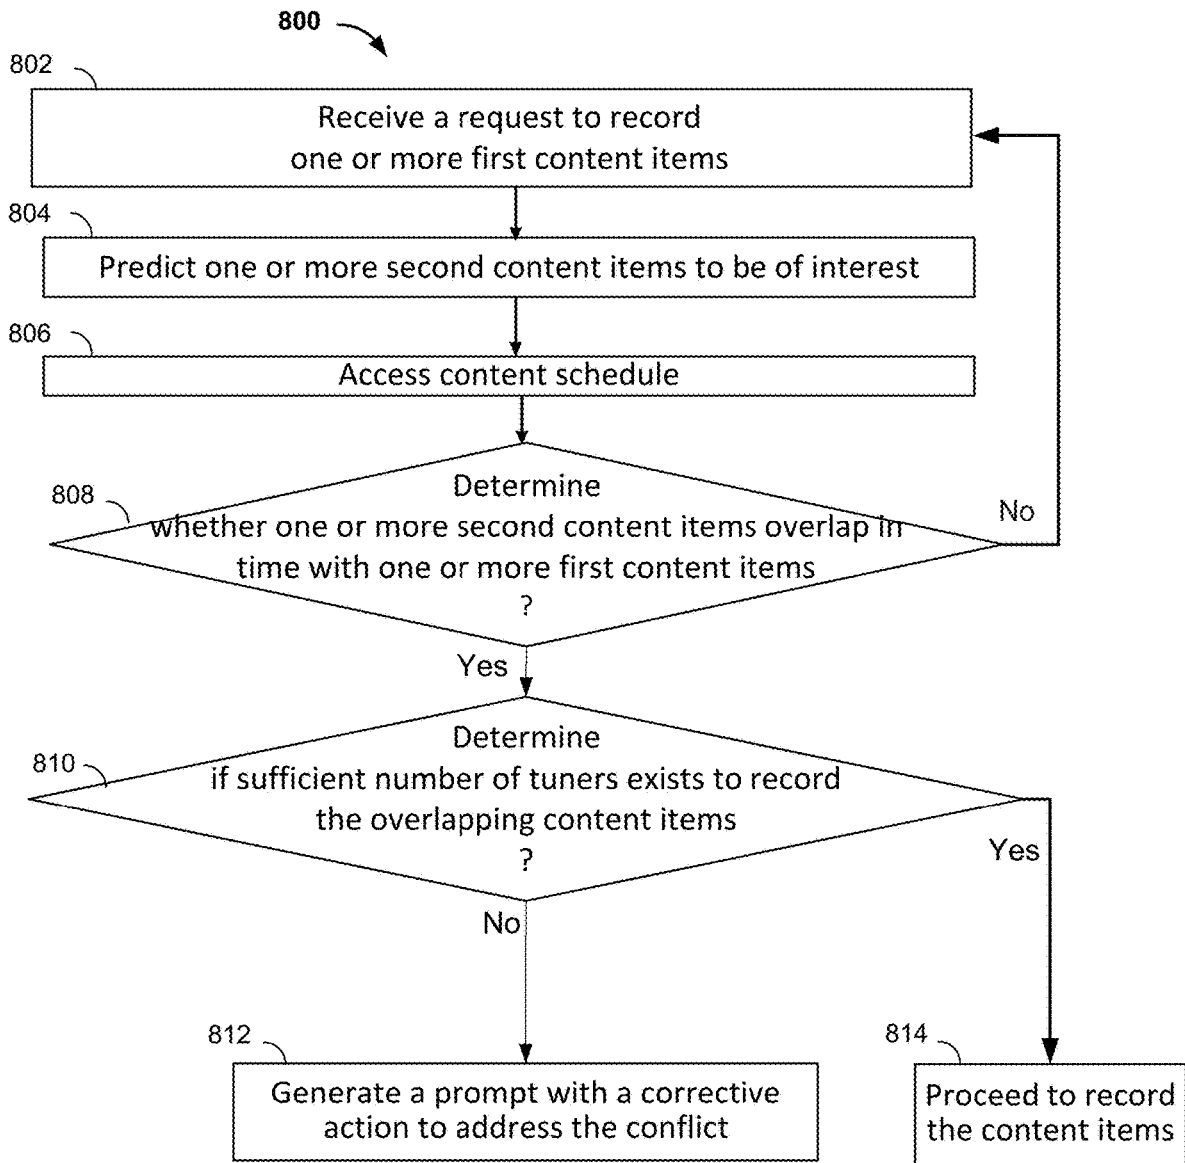 800
802
Receive a request to record
one or more first content items
804
Predict one or more second content items to be of interest
806
Access content schedule
808
Determine
whether one or more second content items overlap in
time with one or more first content items
?
No
Yes
810
Determine
if sufficient number of tuners exists to record
the overlapping content items
?
Yes
No
812
Generate a prompt with a corrective
action to address the conflict
814
Proceed to record
the content items